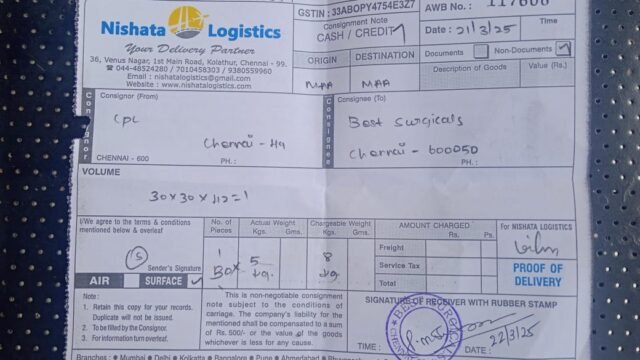 GSTIN : 33ABOPY4754E3Z7
AWB No. :
Nishata Logistics
Your Delivery Partner
36, Venus Nagar, 1st Main Road, Kolathur, Chennai - 99.
044-48524280 / 7010458303 / 9380559960
Email : nishatalogistics@gmail.com
Website : www.nishatalogistics.com
Consignment Note
CASH / CREDIT
Date : 21/3/25
Time
ORIGIN
DESTINATION
Documents
Non-Documents
Description of Goods
Value (Rs.)
MAA
MAA
Consignor
Consignor (From)
CPL
Chennai - 49
CHENNAI - 600
PH. :
Consignee
Consignee (To)
Best Surgicals
Chennai - 600050
PH. :
VOLUME
30 x 30 x 112 = 1
I/We agree to the terms & conditions
mentioned below & overleaf
Sender's Signature
AIR
SURFACE
No. of
Pieces
Actual Weight
Kgs.
Gms.
Chargeable Weight
Kgs.
Gms.
1
Box
5
kg.
8
kg
AMOUNT CHARGED
Rs.
Ps.
Freight
Service Tax
Total
For NISHATA LOGISTICS
PROOF OF
DELIVERY
Note :
1. Retain this copy for your records.
Duplicate will not be issued.
2. To be filled by the Consignor.
3. For information turn overleaf.
This is non-negotiable consignment
note subject to the conditions of
carriage. The company's liability for the
mentioned shall be compensated to a sum
of Rs. 500/- or the value of the goods
whichever is less for any cause.
SIGNATURE OF RECEIVER WITH RUBBER STAMP
TIME :
DATE : 22/3/25
Branches : Mumbai Delhi Kolkatta Bangalore Pune Ahmedabad